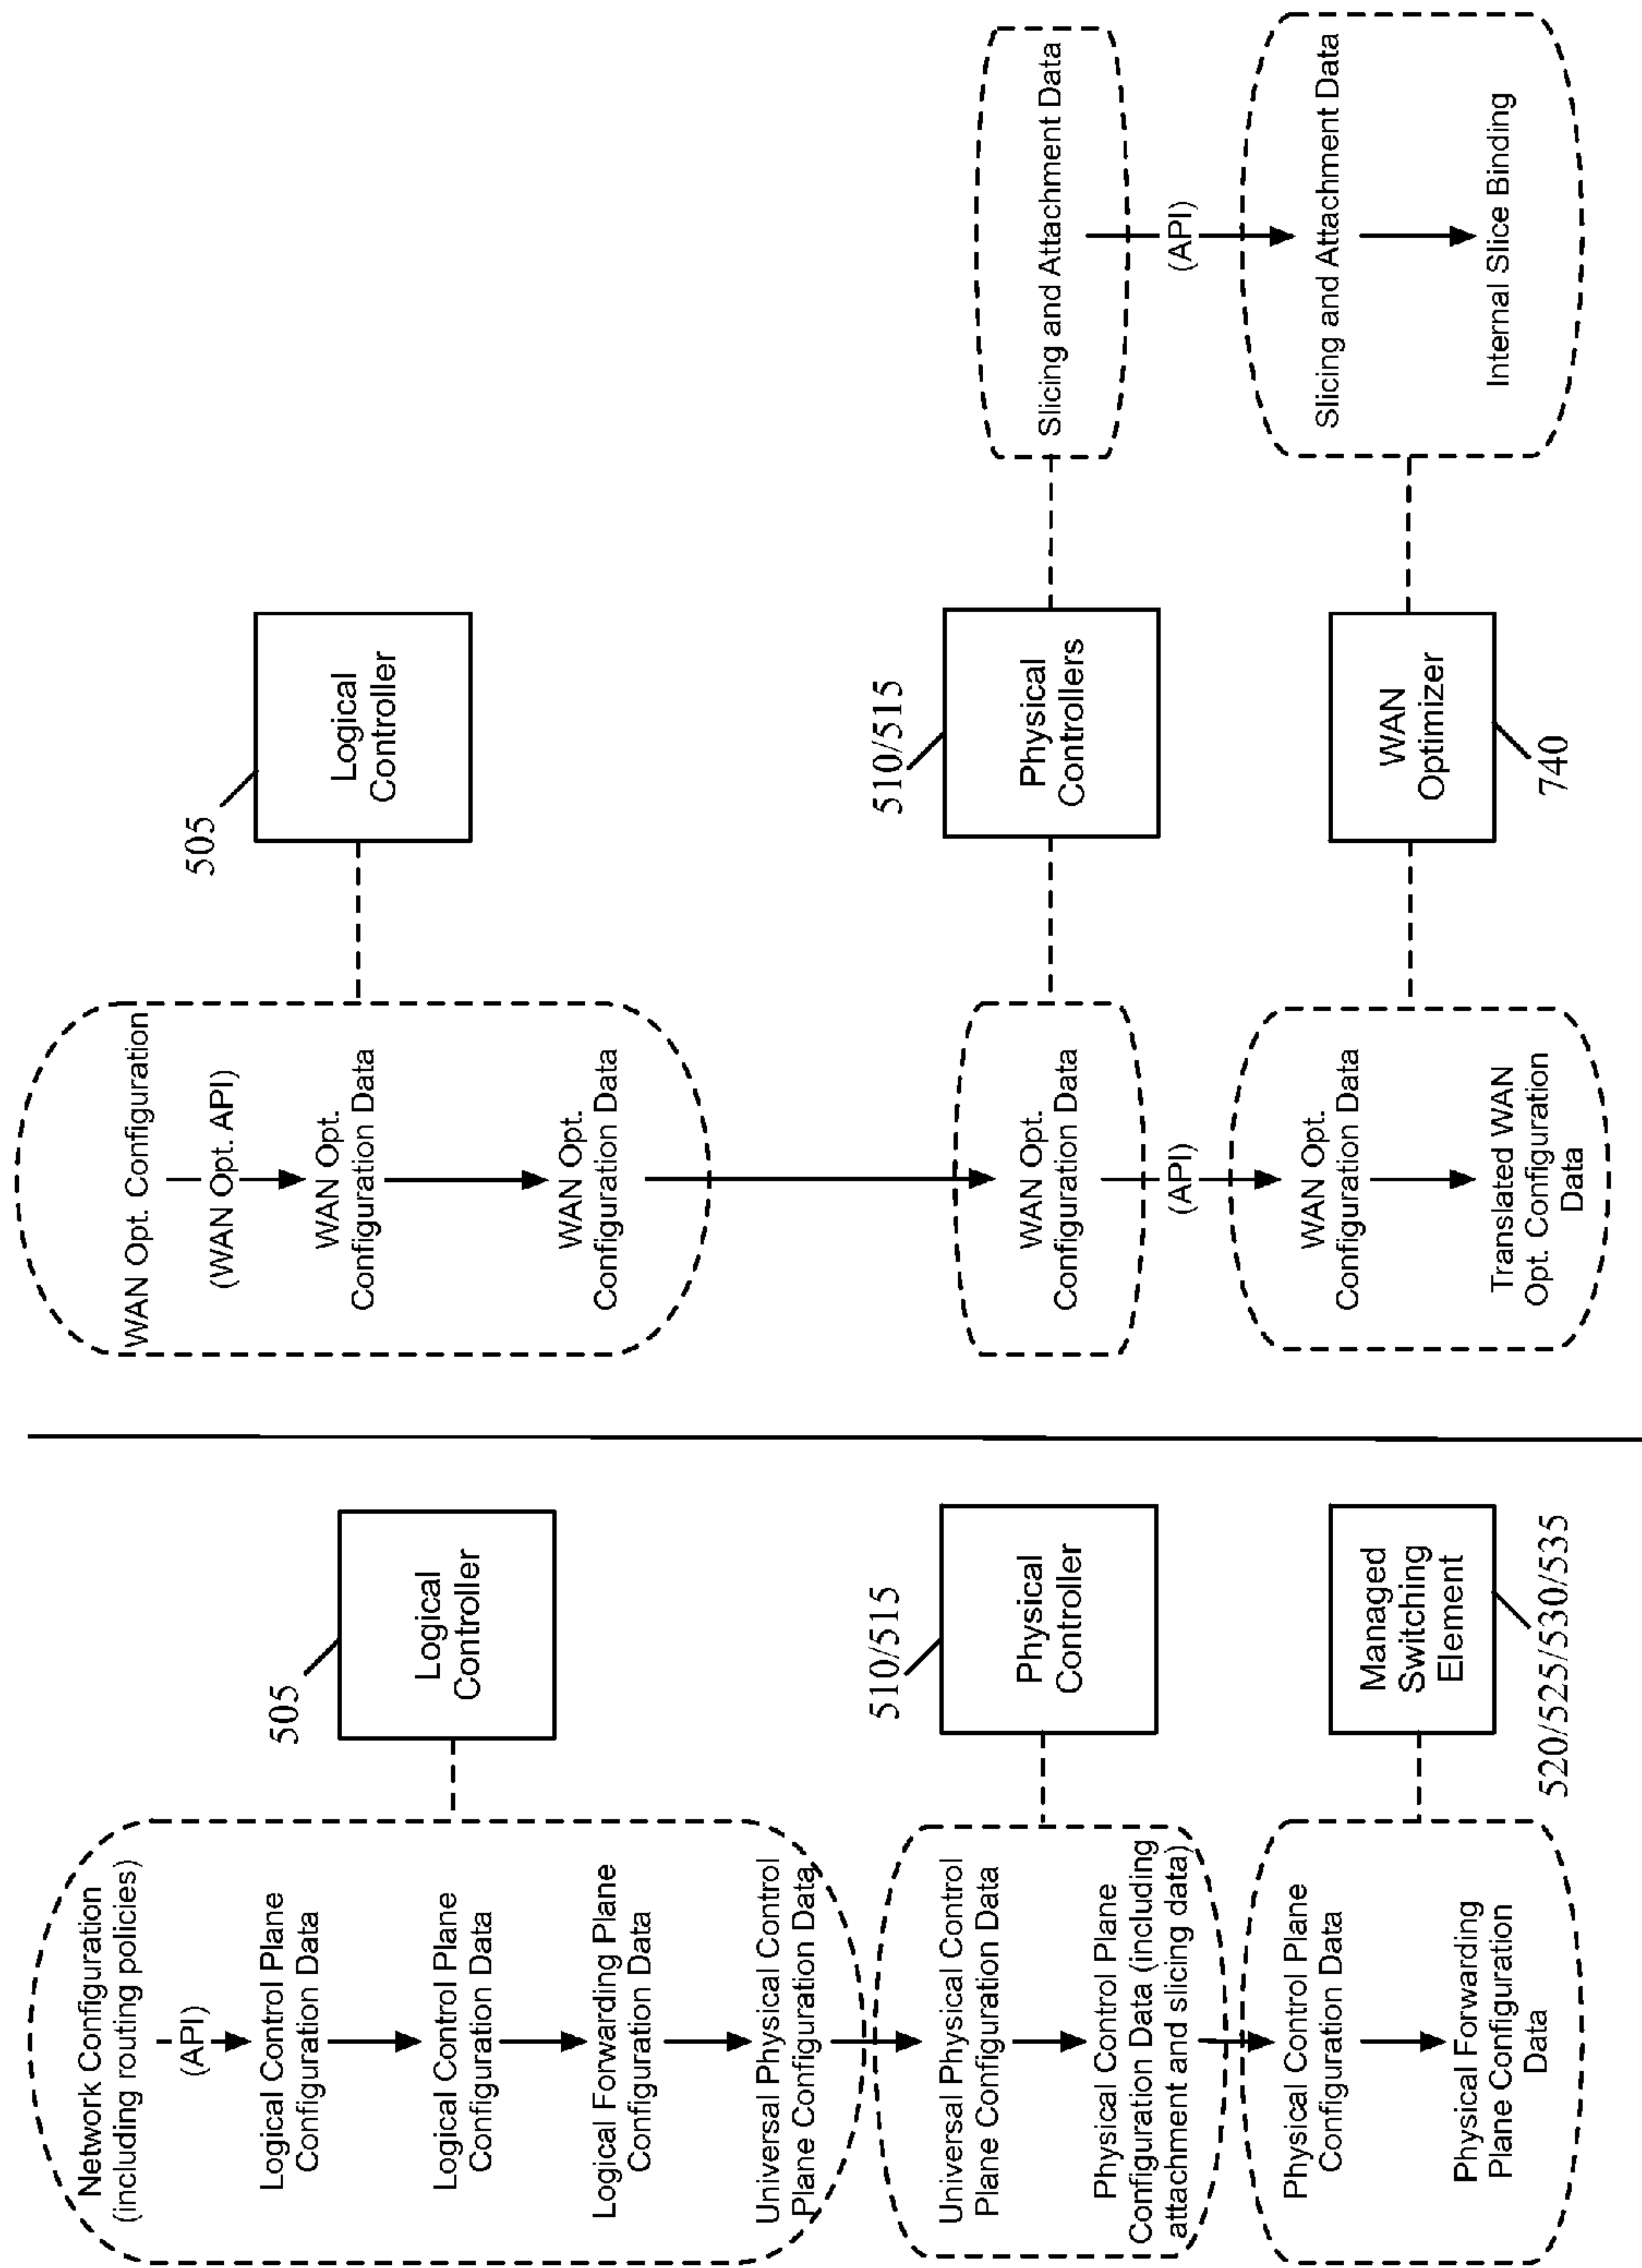 Network Configuration
(including routing policies)
(API)
Logical Control Plane
Configuration Data
Logical Control Plane
Configuration Data
Logical Forwarding Plane
Configuration Data
Universal Physical Control
Plane Configuration Data
505
Logical
Controller
Universal Physical Control
Plane Configuration Data
Physical Control Plane
Configuration Data (including
attachment and slicing data)
510/515
Physical
Controller
Physical Control Plane
Configuration Data
Physical Forwarding
Plane Configuration
Data
Managed
Switching
Element
520/525/530/535
WAN Opt. Configuration
(WAN Opt. API)
WAN Opt.
Configuration Data
WAN Opt.
Configuration Data
505
Logical
Controller
WAN Opt.
Configuration Data
(API)
510/515
Physical
Controllers
Slicing and Attachment Data
(API)
WAN Opt.
Configuration Data
Translated WAN
Opt. Configuration
Data
WAN
Optimizer
740
Slicing and Attachment Data
Internal Slice Binding